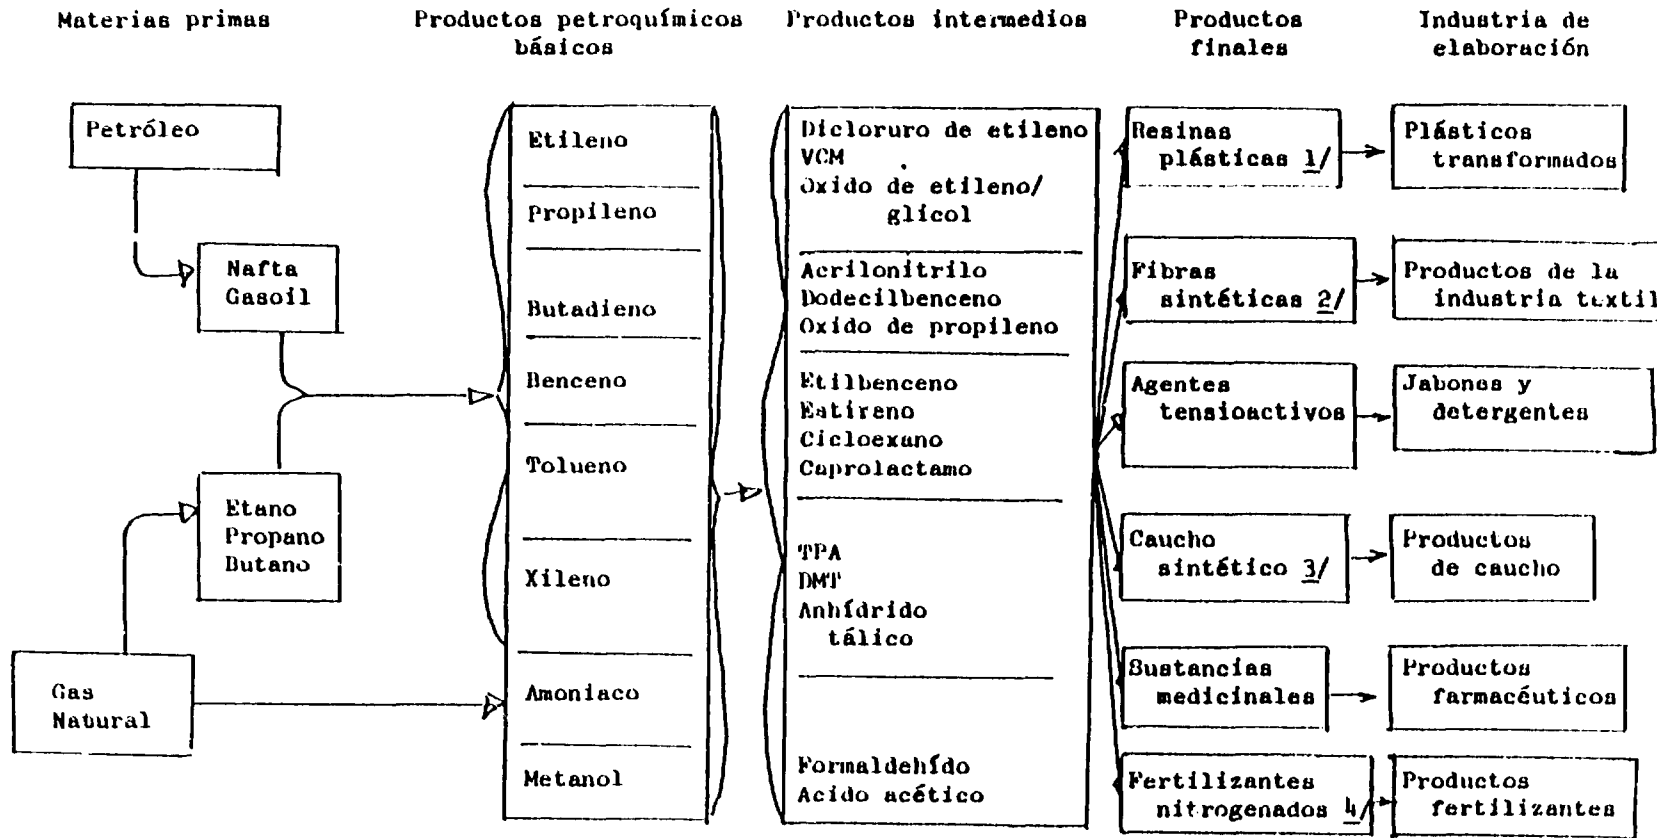 Materias primas
Productos petroquímicos
básicos
Productos intermedios
Productos
finales
Industria de
elaboración
Petróleo
Nafta
Gasoil
Etano
Propano
Butano
Gas
Natural
Etileno
Propileno
Butadieno
Benceno
Tolueno
Xileno
Amoniaco
Metanol
Dicloruro de etileno
VCM
Oxido de etileno/
glicol
Acrilonitrilo
Dodecilbenceno
Oxido de propileno
Etilbenceno
Estireno
Cicloexano
Caprolactamo
TPA
DMT
Anhídrido
tálico
Formaldehído
Acido acético
Resinas
plásticas 1/
Fibras
sintéticas 2/
Agentes
tensioactivos
Caucho
sintético 3/
Sustancias
medicinales
Fertilizantes
nitrogenados 4/
Plásticos
transformados
Productos de la
industria textil
Jabones y
detergentes
Productos
de caucho
Productos
farmacéuticos
Productos
fertilizantes